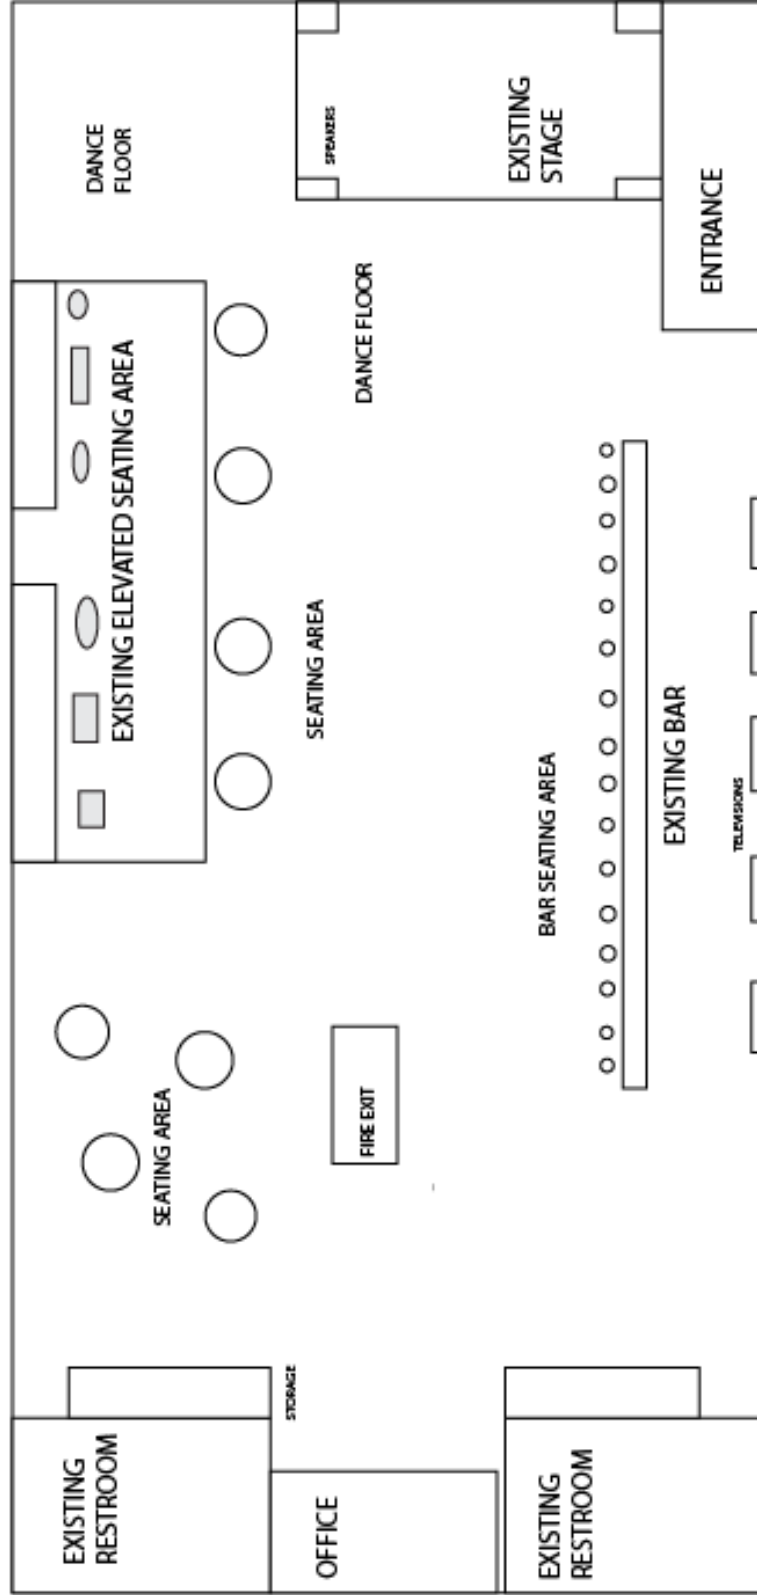 DANCE
FLOOR
SPEAKERS
EXISTING
STAGE
ENTRANCE
EXISTING ELEVATED SEATING AREA
DANCE FLOOR
SEATING AREA
BAR SEATING AREA
EXISTING BAR
TELEVISIONS
SEATING AREA
FIRE EXIT
STORAGE
EXISTING
RESTROOM
OFFICE
EXISTING
RESTROOM